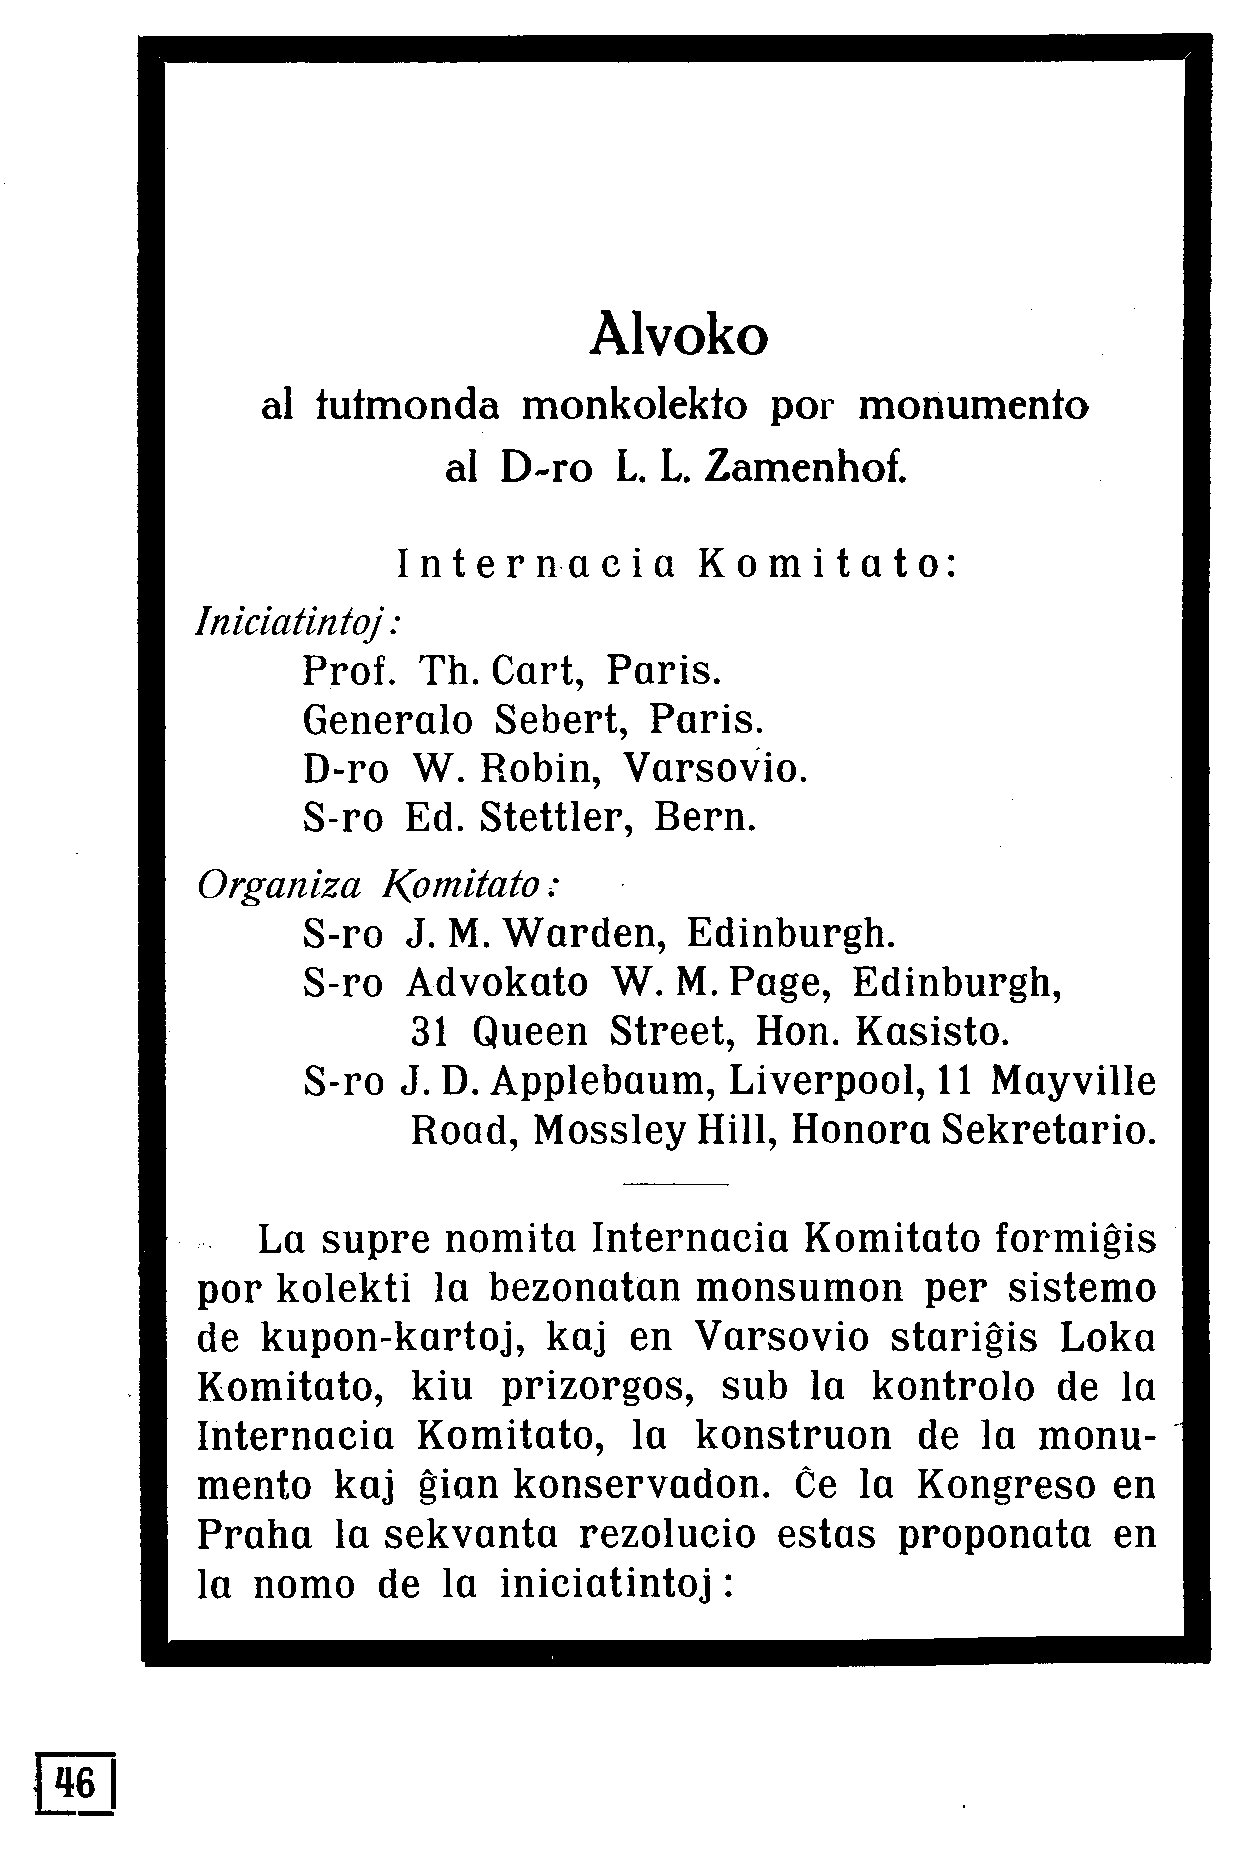 Alvoko
al tutmonda monkolekto por monumento
al D-ro L. L. Zamenhof.
Internacia Komitato:
Iniciatintoj:
Prof. Th. Cart, Paris.
Generalo Sebert, Paris.
D-ro W. Robin, Varsovio.
S-ro Ed. Stettler, Bern.
Organiza Komitato:
S-ro J. M. Warden, Edinburgh.
S-ro Advokato W. M. Page, Edinburgh,
31 Queen Street, Hon. Kasisto.
S-ro J. D. Applebaum, Liverpool, 11 Mayville
Road, Mossley Hill, Honora Sekretario.
La supre nomita Internacia Komitato formiĝis
por kolekti la bezonatan monsumon per sistemo
de kupon-kartoj, kaj en Varsovio stariĝis Loka
Komitato, kiu prizorgos, sub la kontrolo de la
Internacia Komitato, la konstruon de la monu-
mento kaj ĝian konservadon. Ĉe la Kongreso en
Praha la sekvanta rezolucio estas proponata en
la nomo de la iniciatintoj:
46